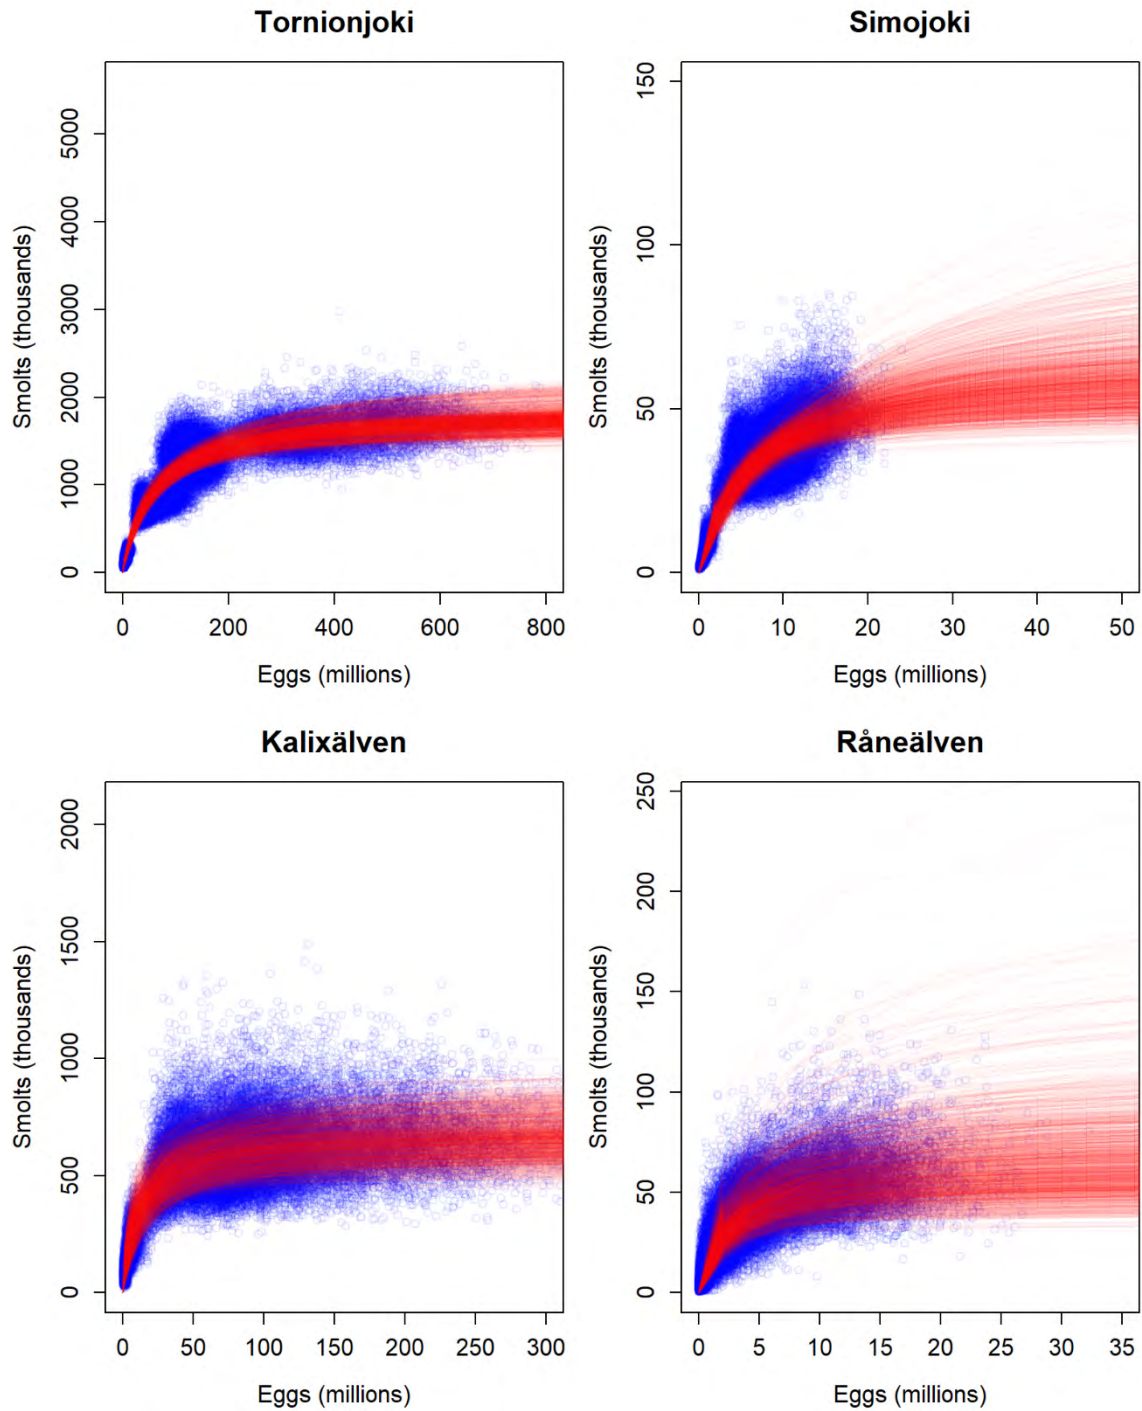 Tornionjoki
Smolts (thousands)
0 1000 2000 3000 4000 5000
0 200 400 600 800
Eggs (millions)
Simojoki
Smolts (thousands)
0 50 100 150
0 10 20 30 40 50
Eggs (millions)
Kalixälven
Smolts (thousands)
0 500 1000 1500 2000
0 50 100 150 200 250 300
Eggs (millions)
Råneälven
Smolts (thousands)
0 50 100 150 200 250
0 5 10 15 20 25 30 35
Eggs (millions)